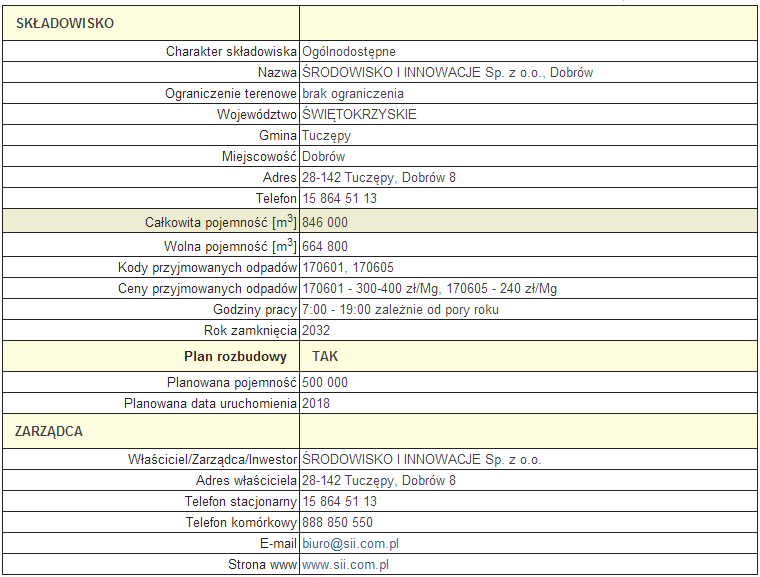 SKŁADOWISKO
Charakter składowiska Ogólnodostępne
Nazwa ŚRODOWISKO I INNOWACJE Sp. z o.o., Dobrów
Ograniczenie terenowe brak ograniczenia
Województwo ŚWIĘTOKRZYSKIE
Gmina Tuczępy
Miejscowość Dobrów
Adres 28-142 Tuczępy, Dobrów 8
Telefon 15 864 51 13
Całkowita pojemność [m³] 846 000
Wolna pojemność [m³] 664 800
Kody przyjmowanych odpadów 170601, 170605
Ceny przyjmowanych odpadów 170601 - 300-400 zł/Mg, 170605 - 240 zł/Mg
Godziny pracy 7:00 - 19:00 zależnie od pory roku
Rok zamknięcia 2032
Plan rozbudowy TAK
Planowana pojemność 500 000
Planowana data uruchomienia 2018
ZARZĄDCA
Właściciel/Zarządca/Inwestor ŚRODOWISKO I INNOWACJE Sp. z o.o.
Adres właściciela 28-142 Tuczępy, Dobrów 8
Telefon stacjonarny 15 864 51 13
Telefon komórkowy 888 850 550
E-mail biuro@sii.com.pl
Strona www www.sii.com.pl